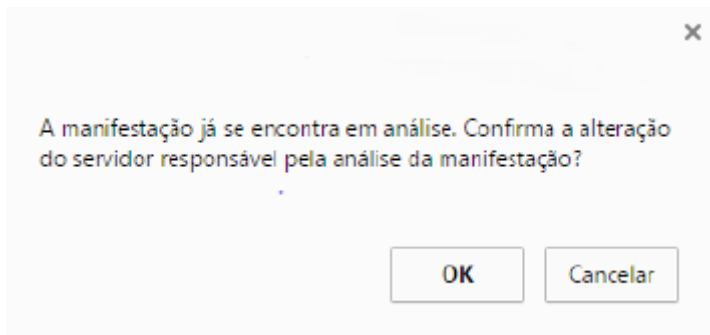 A manifestação já se encontra em análise. Confirma a alteração
do servidor responsável pela análise da manifestação?
OK
Cancelar